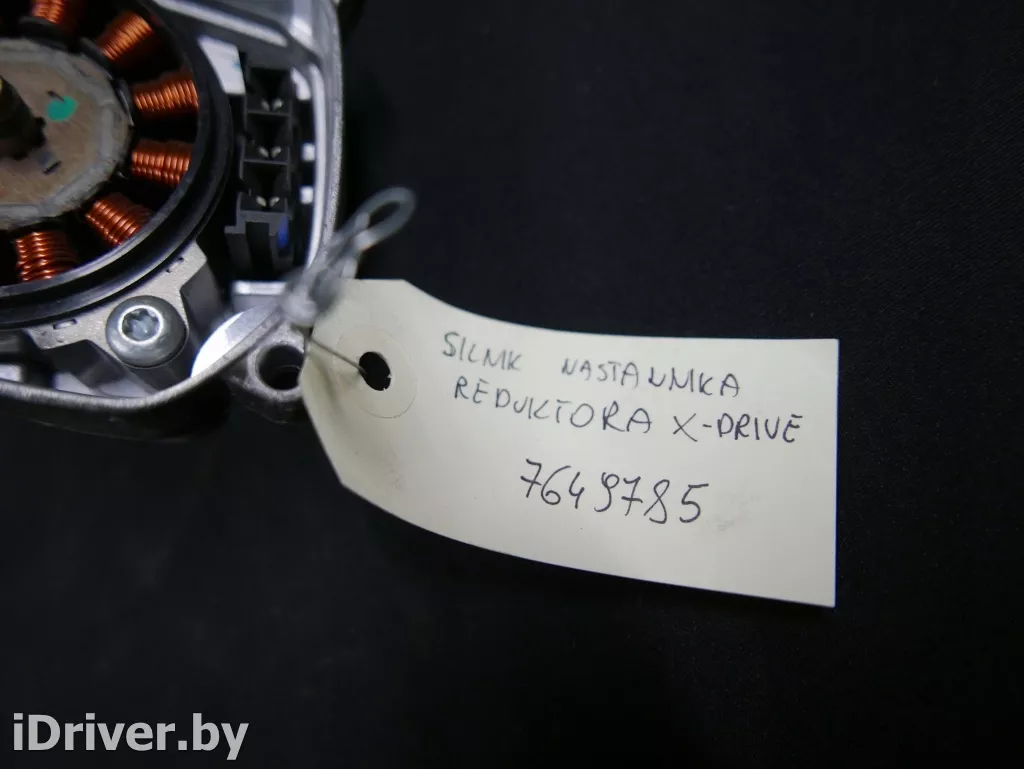 SILNIK NASTAWNIKA
REDUKTORA X-DRIVE
7649785
iDriver.by